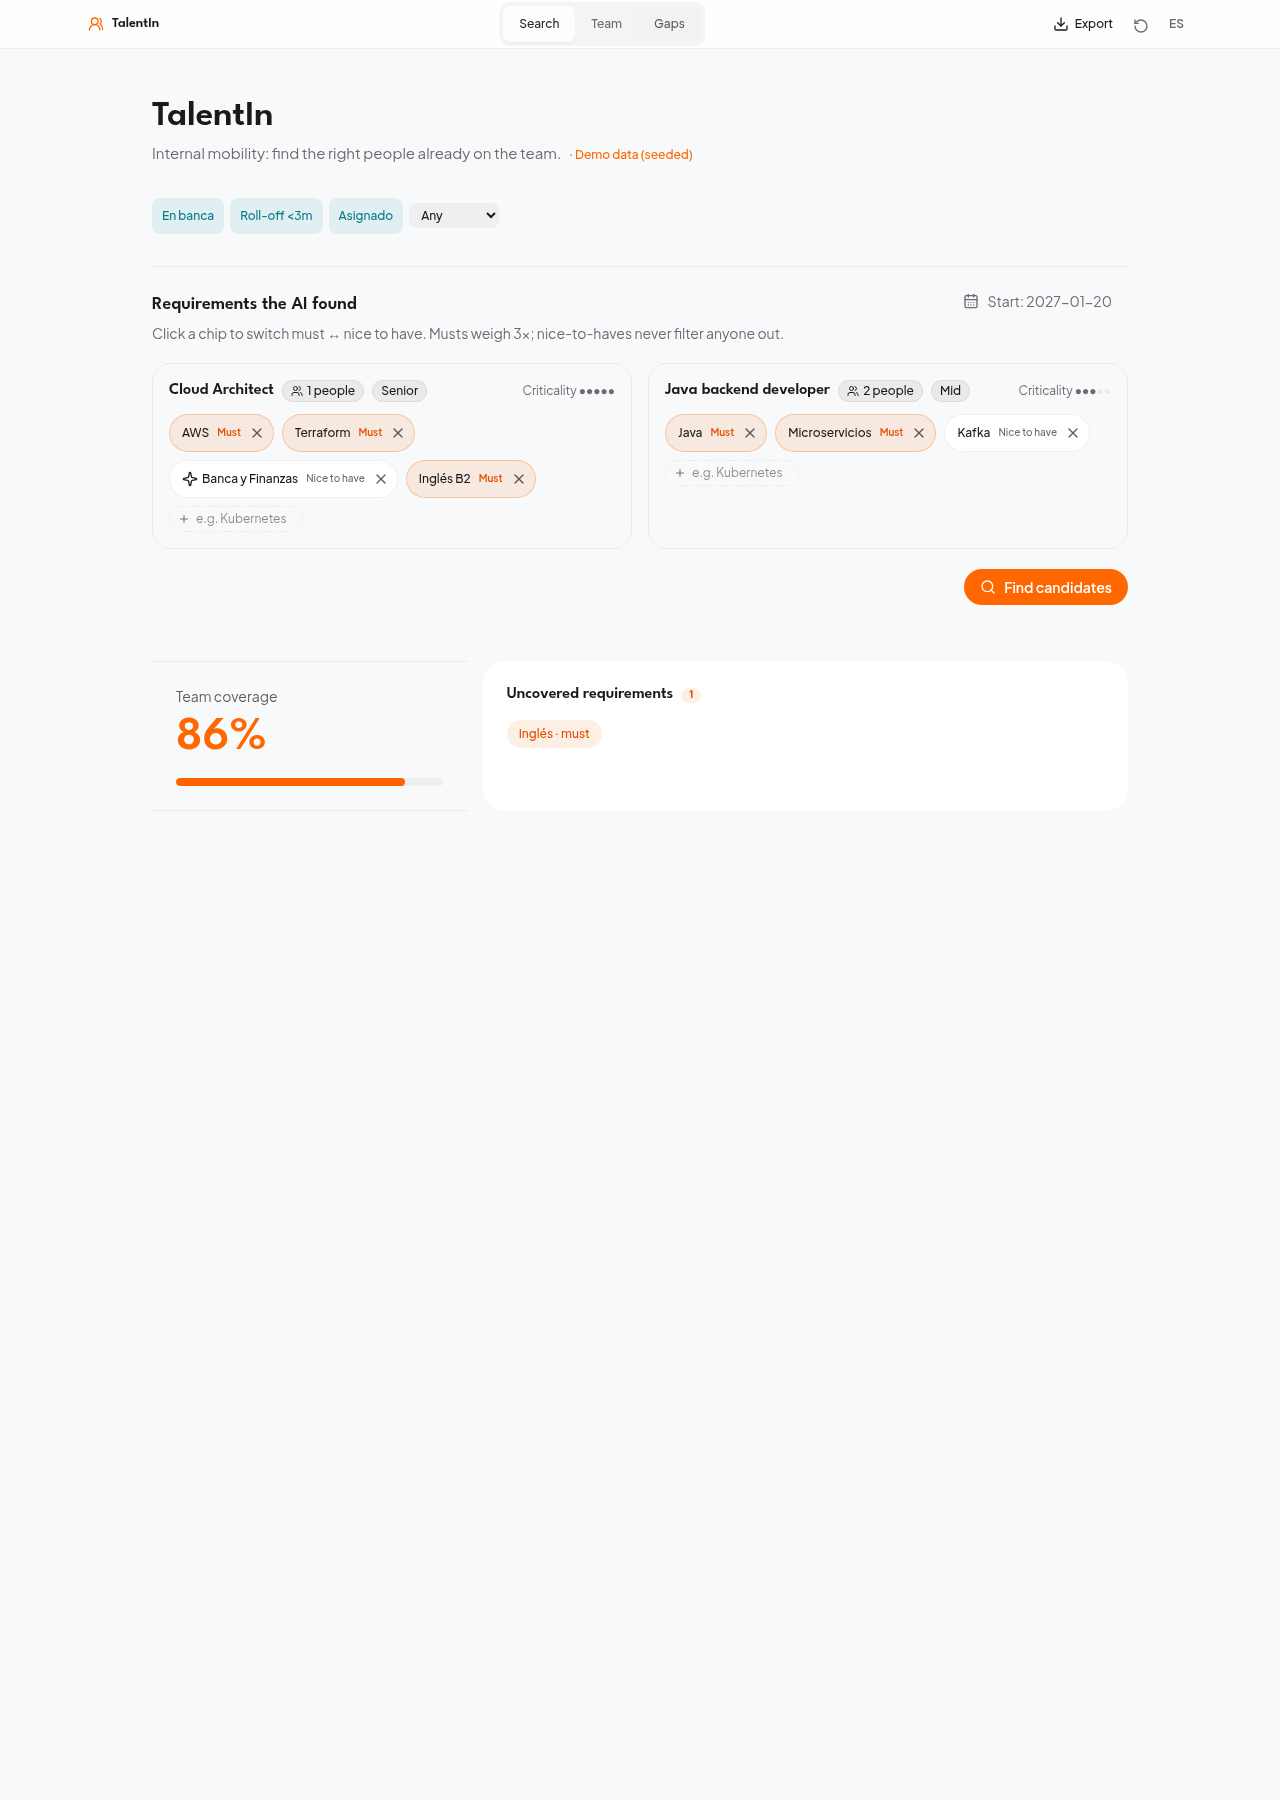 TalentIn
Search Team Gaps
Export ES
TalentIn
Internal mobility: find the right people already on the team. · Demo data (seeded)
En banca Roll-off <3m Asignado Any
Requirements the AI found
Start: 2027-01-20
Click a chip to switch must ↔ nice to have. Musts weigh 3×; nice-to-haves never filter anyone out.
Cloud Architect 1 people Senior Criticality ●●●●●
AWS Must Terraform Must
Banca y Finanzas Nice to have Inglés B2 Must
e.g. Kubernetes
Java backend developer 2 people Mid Criticality ●●●●●
Java Must Microservicios Must Kafka Nice to have
e.g. Kubernetes
Find candidates
Team coverage
86%
Uncovered requirements 1
Inglés · must